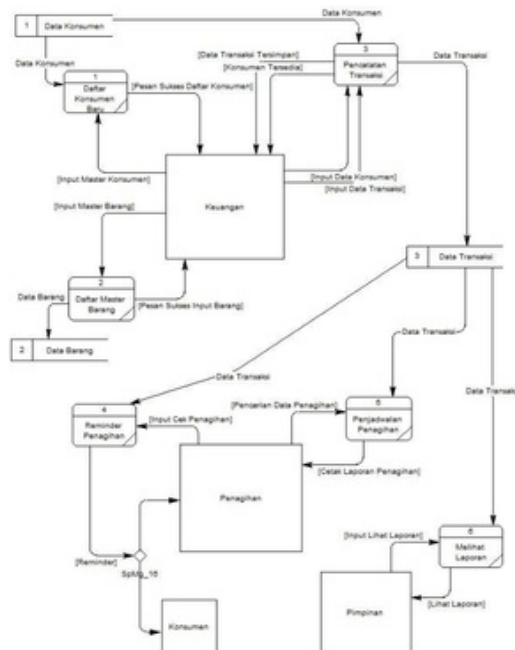 Data Konsumen
1 Data Konsumen
Data Konsumen
1
Daftar
Konsumen
Baru
[Pesan Sukses Daftar Konsumen]
[Data Transaksi Tersimpan]
[Konsumen Tersedia]
3
Pencatatan
Transaksi
Data Transaksi
[Input Master Konsumen]
Keuangan
[Input Data Konsumen]
[Input Data Transaksi]
[Input Master Barang]
2
Daftar Master
Barang
Data Barang
[Pesan Sukses Input Barang]
2 Data Barang
3 Data Transaksi
Data Transaksi
Data Transaksi
Data Transaksi
4
Reminder
Penagihan
[Input Cek Penagihan]
[Pencarian Data Penagihan]
5
Penjadwalan
Penagihan
[Cetak Laporan Penagihan]
Penagihan
[Reminder]
SpMg_16
Konsumen
[Input Lihat Laporan]
6
Melihat
Laporan
[Lihat Laporan]
Pimpinan